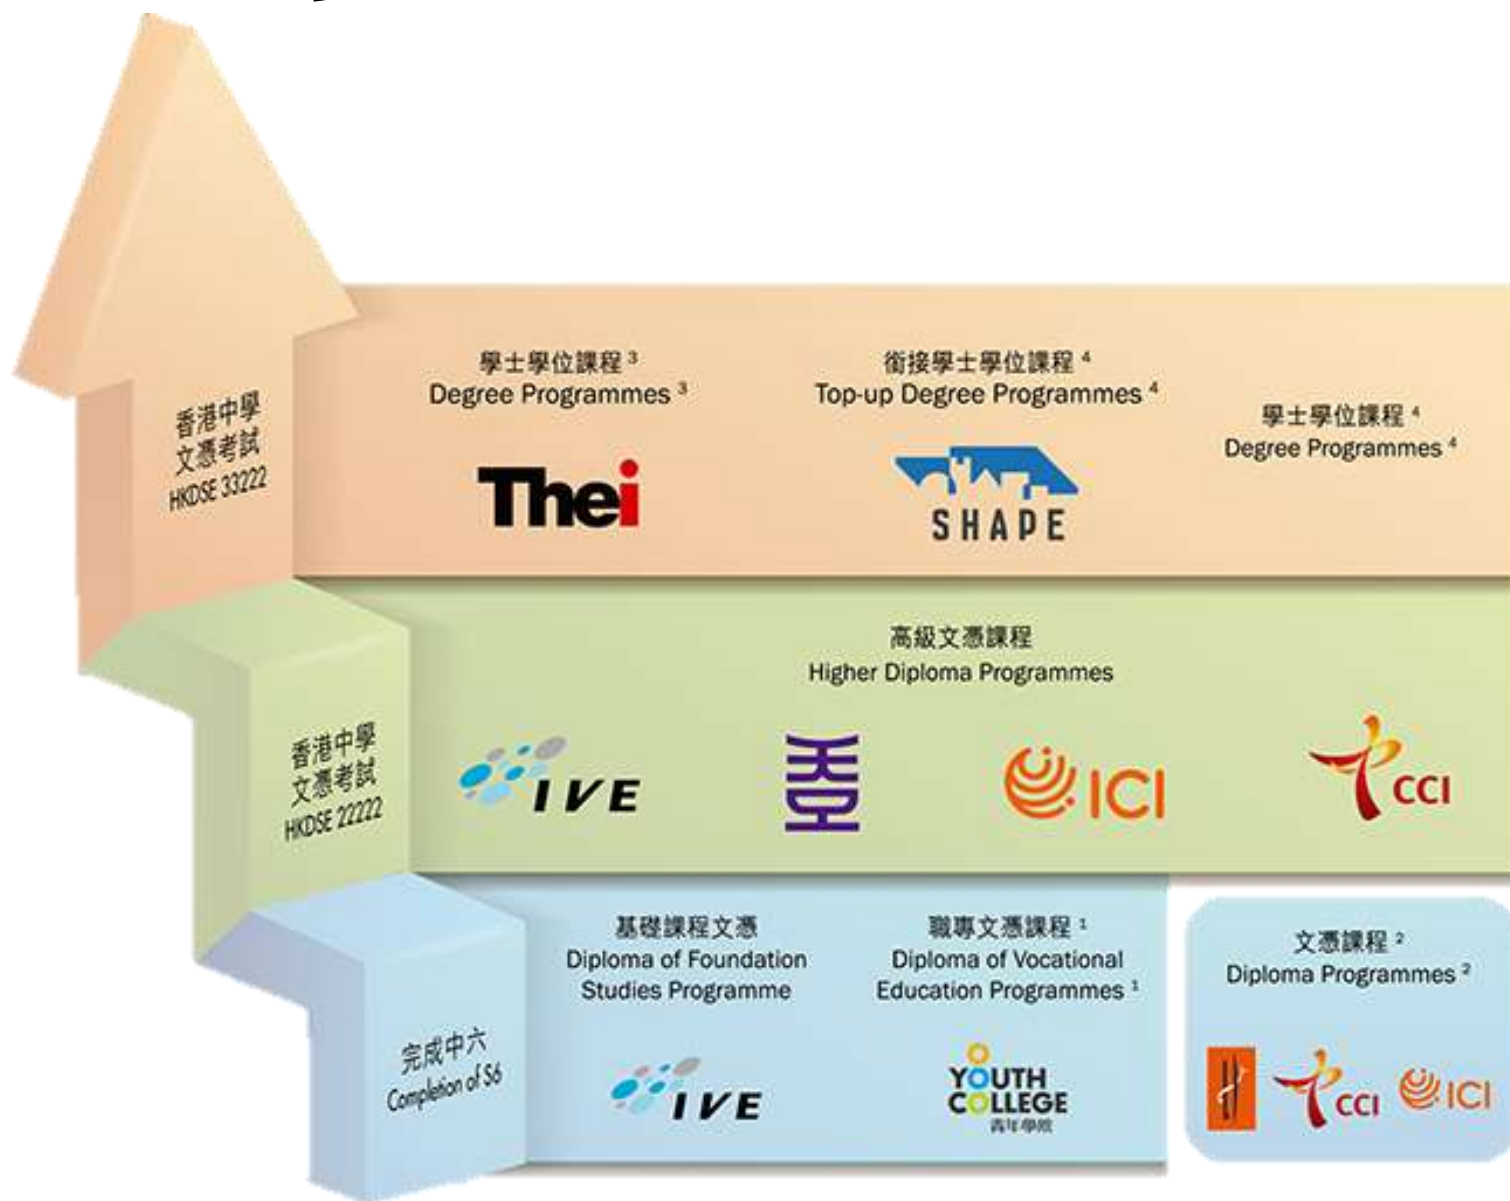 香港中學
文憑考試
HKDSE 33222
學士學位課程 ³
Degree Programmes ³
Thei
銜接學士學位課程 ⁴
Top-up Degree Programmes ⁴
SHAPE
學士學位課程 ⁴
Degree Programmes ⁴
香港中學
文憑考試
HKDSE 22222
高級文憑課程
Higher Diploma Programmes
IVE
HKDI
ICI
CCI
完成中六
Completion of S6
基礎課程文憑
Diploma of Foundation
Studies Programme
IVE
職專文憑課程 ¹
Diploma of Vocational
Education Programmes ¹
YOUTH
COLLEGE
青年學院
文憑課程 ²
Diploma Programmes ²
CCI
ICI